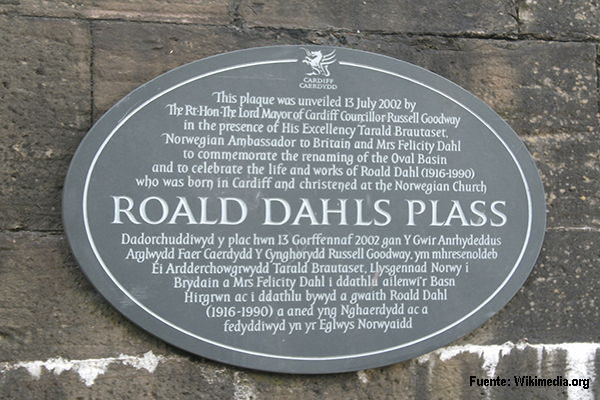 CARDIFF
CAERDYDD
This plaque was unveiled 13 July 2002 by
The Rt·Hon·The Lord Mayor of Cardiff Councillor Russell Goodway
in the presence of His Excellency Tarald Brautaset,
Norwegian Ambassador to Britain and Mrs Felicity Dahl
to commemorate the renaming of the Oval Basin
and to celebrate the life and works of Roald Dahl (1916-1990)
who was born in Cardiff and christened at the Norwegian Church
ROALD DAHLS PLASS
Dadorchuddiwyd y plac hwn 13 Gorffennaf 2002 gan Y Gwir Anrhydeddus
Arglwydd Faer Caerdydd Y Cynghorydd Russell Goodway, ym mhresenoldeb
Ei Ardderchowgrwydd Tarald Brautaset, Llysgennad Norwy i
Brydain a Mrs Felicity Dahl i ddathlu ailenwi'r Basn
Hirgrwn ac i ddathlu bywyd a gwaith Roald Dahl
(1916-1990) a aned yng Nghaerdydd ac a
fedyddiwyd yn yr Eglwys Norwyaidd
Fuente: Wikimedia.org